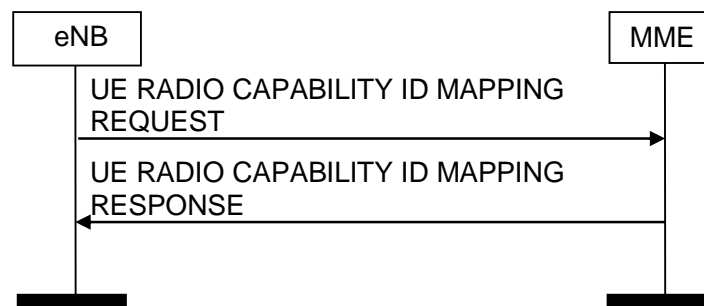 eNB
MME
UE RADIO CAPABILITY ID MAPPING
REQUEST
UE RADIO CAPABILITY ID MAPPING
RESPONSE